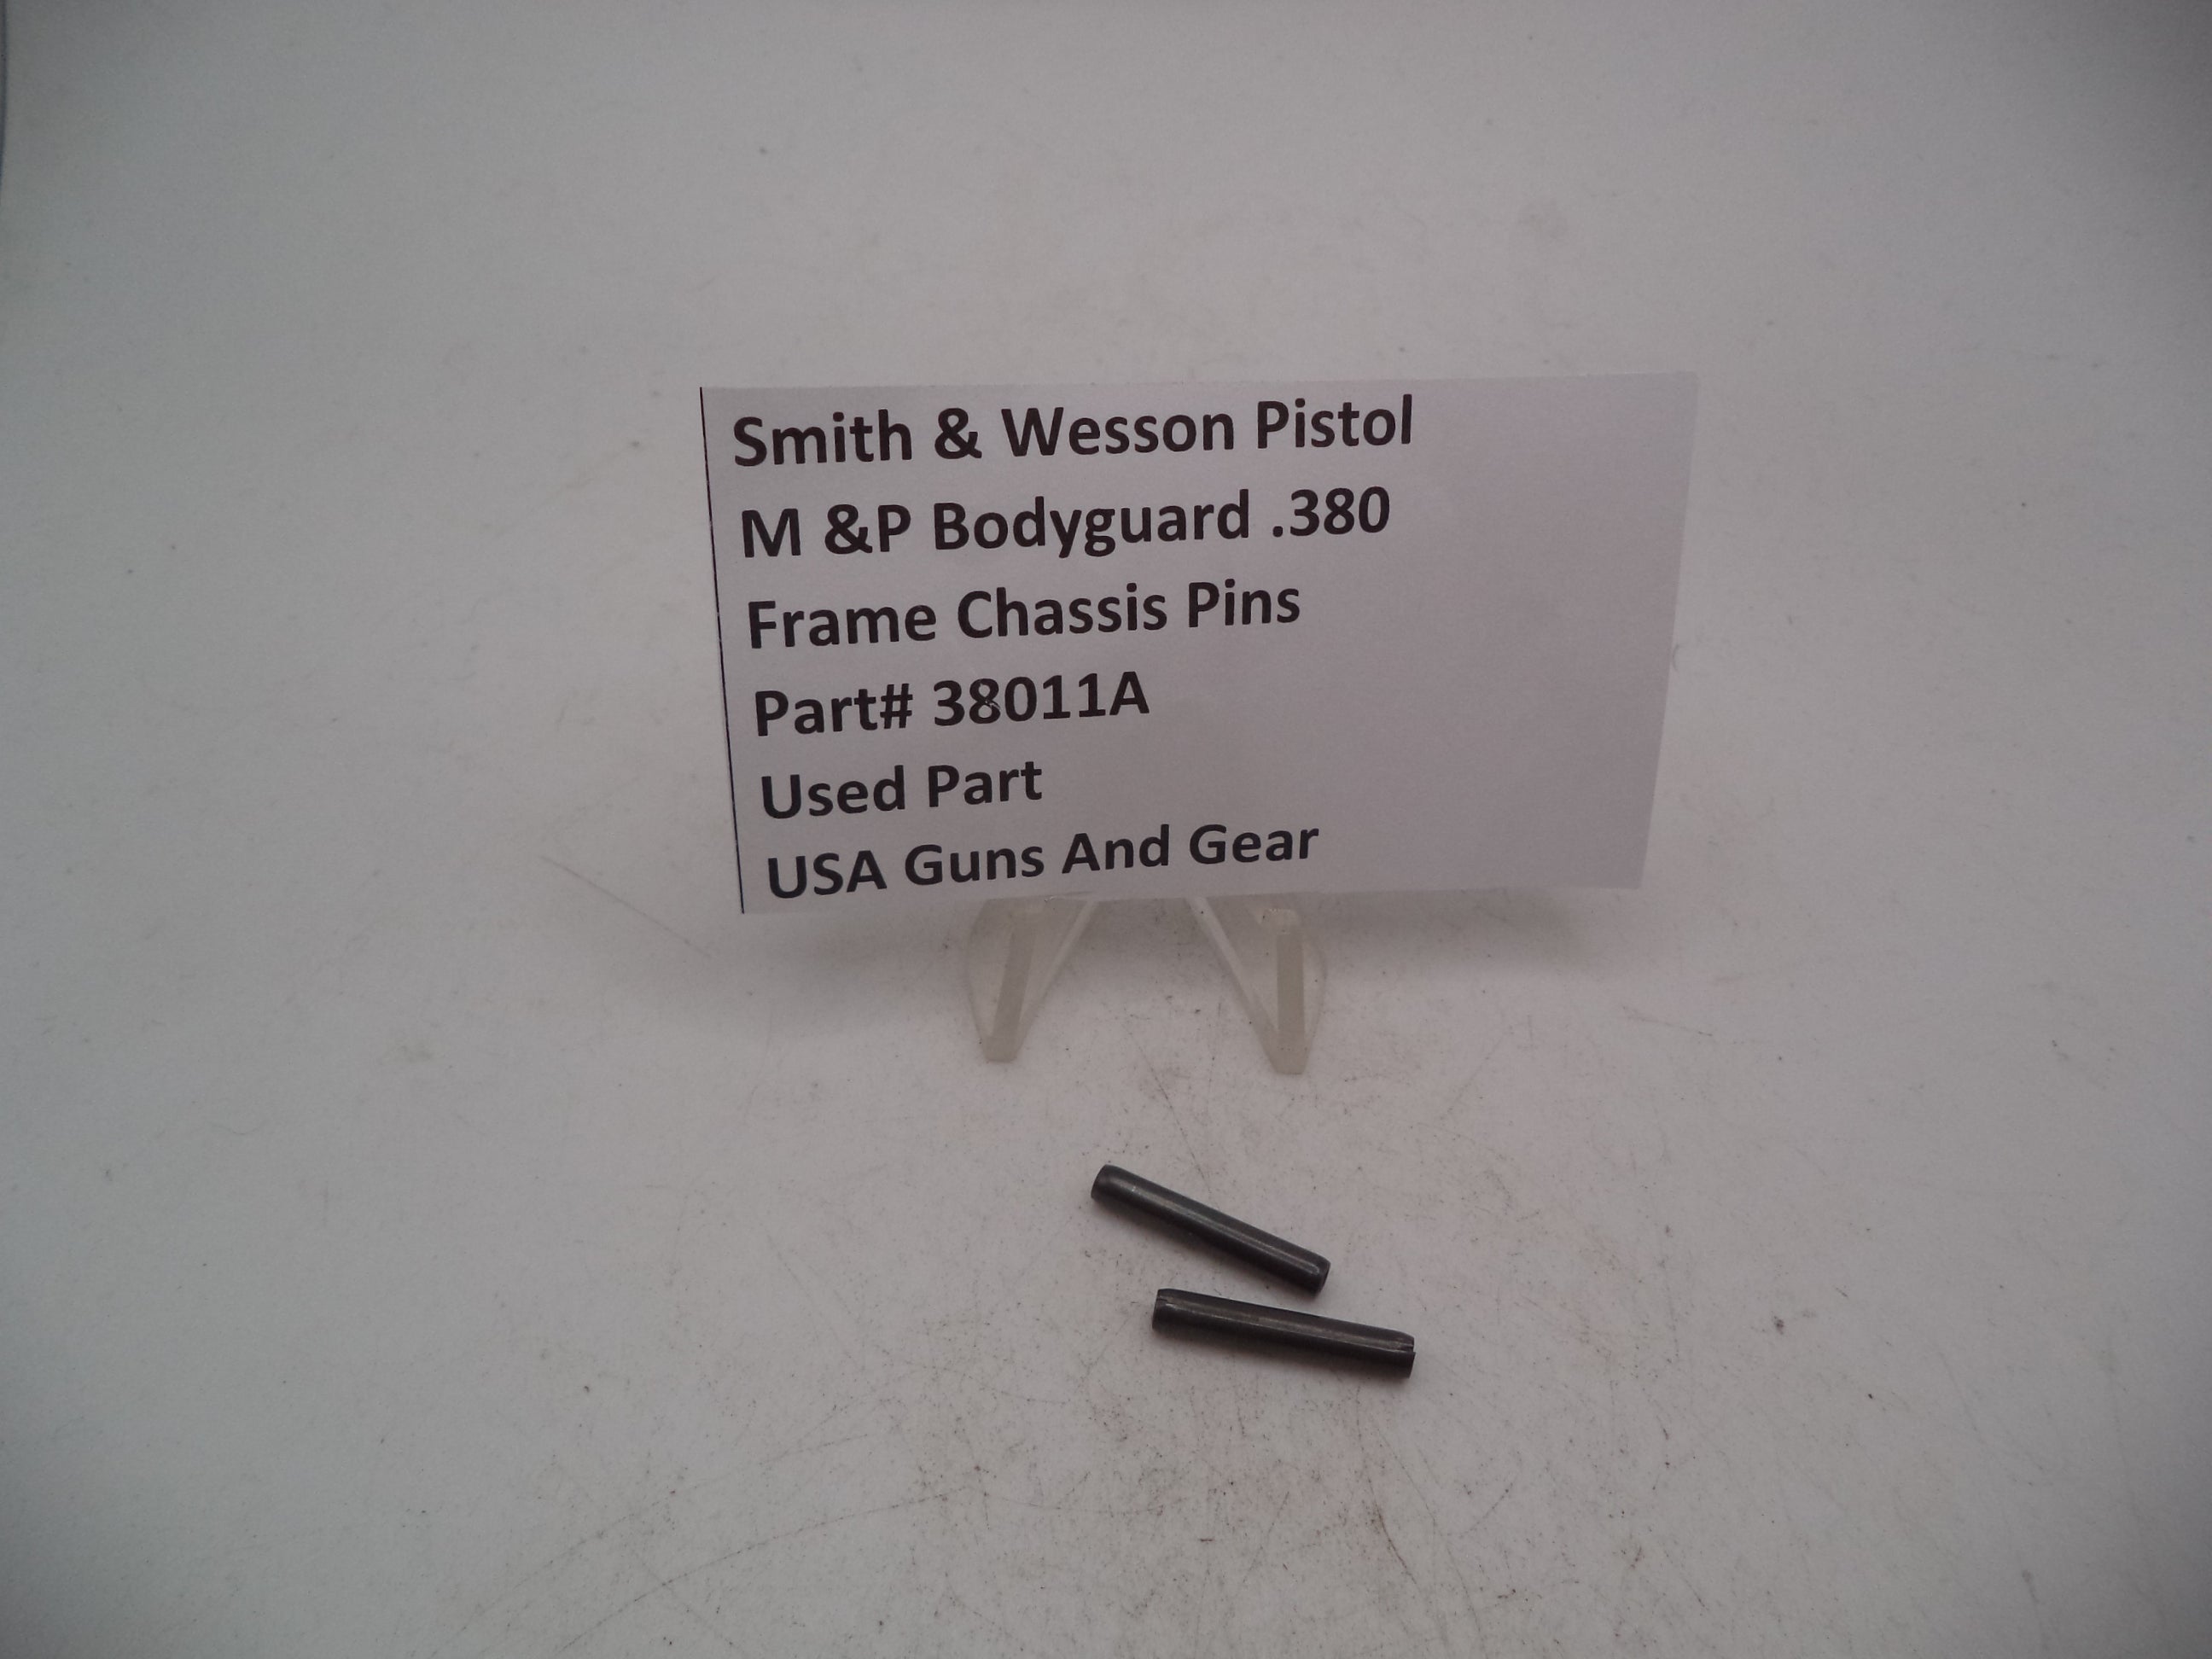 Smith & Wesson Pistol
M &P Bodyguard .380
Frame Chassis Pins
Part# 38011A
Used Part
USA Guns And Gear